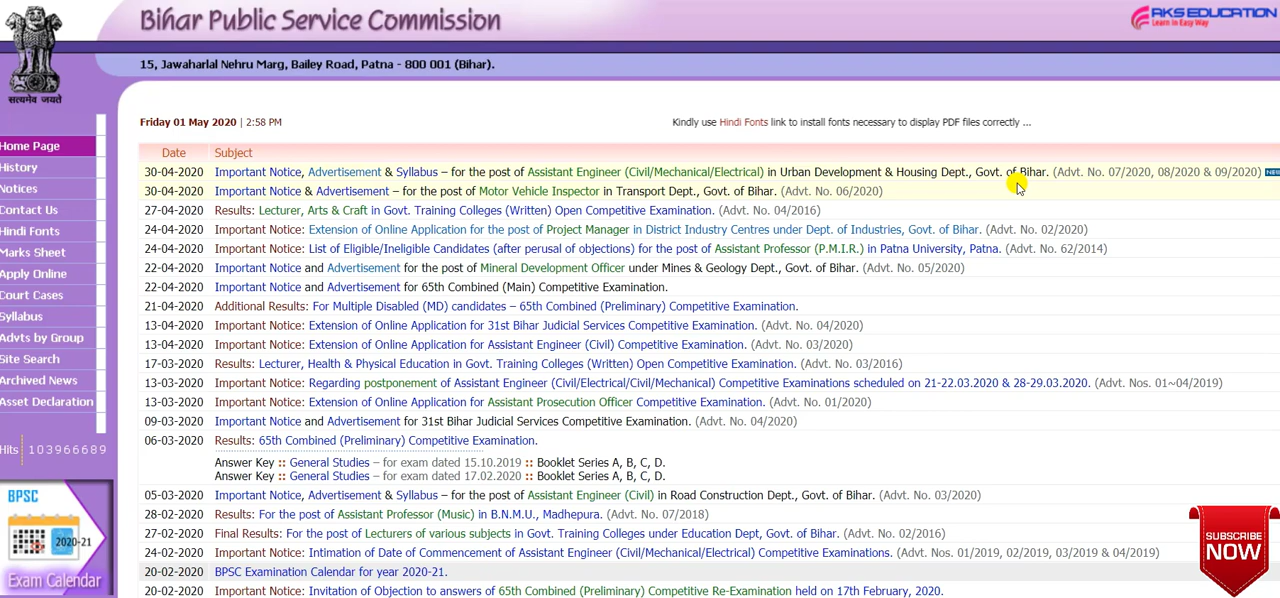 Bihar Public Service Commission
RKS EDUCATION
Learn in Easy Way
सत्यमेव जयते
15, Jawaharlal Nehru Marg, Bailey Road, Patna - 800 001 (Bihar).
Friday 01 May 2020 | 2:58 PM
Kindly use Hindi Fonts link to install fonts necessary to display PDF files correctly ...
Home Page
History
Notices
Contact Us
Hindi Fonts
Marks Sheet
Apply Online
Court Cases
Syllabus
Advts by Group
Site Search
Archived News
Asset Declaration
Hits 103966689
BPSC
2020-21
Exam Calendar
Date Subject
30-04-2020 Important Notice, Advertisement & Syllabus – for the post of Assistant Engineer (Civil/Mechanical/Electrical) in Urban Development & Housing Dept., Govt. of Bihar. (Advt. No. 07/2020, 08/2020 & 09/2020)
30-04-2020 Important Notice & Advertisement – for the post of Motor Vehicle Inspector in Transport Dept., Govt. of Bihar. (Advt. No. 06/2020)
27-04-2020 Results: Lecturer, Arts & Craft in Govt. Training Colleges (Written) Open Competitive Examination. (Advt. No. 04/2016)
24-04-2020 Important Notice: Extension of Online Application for the post of Project Manager in District Industry Centres under Dept. of Industries, Govt. of Bihar. (Advt. No. 02/2020)
24-04-2020 Important Notice: List of Eligible/Ineligible Candidates (after perusal of objections) for the post of Assistant Professor (P.M.I.R.) in Patna University, Patna. (Advt. No. 62/2014)
22-04-2020 Important Notice and Advertisement for the post of Mineral Development Officer under Mines & Geology Dept., Govt. of Bihar. (Advt. No. 05/2020)
22-04-2020 Important Notice and Advertisement for 65th Combined (Main) Competitive Examination.
21-04-2020 Additional Results: For Multiple Disabled (MD) candidates – 65th Combined (Preliminary) Competitive Examination.
13-04-2020 Important Notice: Extension of Online Application for 31st Bihar Judicial Services Competitive Examination. (Advt. No. 04/2020)
13-04-2020 Important Notice: Extension of Online Application for Assistant Engineer (Civil) Competitive Examination. (Advt. No. 03/2020)
17-03-2020 Results: Lecturer, Health & Physical Education in Govt. Training Colleges (Written) Open Competitive Examination. (Advt. No. 03/2016)
13-03-2020 Important Notice: Regarding postponement of Assistant Engineer (Civil/Electrical/Civil/Mechanical) Competitive Examinations scheduled on 21-22.03.2020 & 28-29.03.2020. (Advt. Nos. 01~04/2019)
13-03-2020 Important Notice: Extension of Online Application for Assistant Prosecution Officer Competitive Examination. (Advt. No. 01/2020)
09-03-2020 Important Notice and Advertisement for 31st Bihar Judicial Services Competitive Examination. (Advt. No. 04/2020)
06-03-2020 Results: 65th Combined (Preliminary) Competitive Examination.
Answer Key :: General Studies – for exam dated 15.10.2019 :: Booklet Series A, B, C, D.
Answer Key :: General Studies – for exam dated 17.02.2020 :: Booklet Series A, B, C, D.
05-03-2020 Important Notice, Advertisement & Syllabus – for the post of Assistant Engineer (Civil) in Road Construction Dept., Govt. of Bihar. (Advt. No. 03/2020)
28-02-2020 Results: For the post of Assistant Professor (Music) in B.N.M.U., Madhepura. (Advt. No. 07/2018)
27-02-2020 Final Results: For the post of Lecturers of various subjects in Govt. Training Colleges under Education Dept, Govt. of Bihar. (Advt. No. 02/2016)
24-02-2020 Important Notice: Intimation of Date of Commencement of Assistant Engineer (Civil/Mechanical/Electrical) Competitive Examinations. (Advt. Nos. 01/2019, 02/2019, 03/2019 & 04/2019)
20-02-2020 BPSC Examination Calendar for year 2020-21.
20-02-2020 Important Notice: Invitation of Objection to answers of 65th Combined (Preliminary) Competitive Re-Examination held on 17th February, 2020.
SUBSCRIBE
NOW